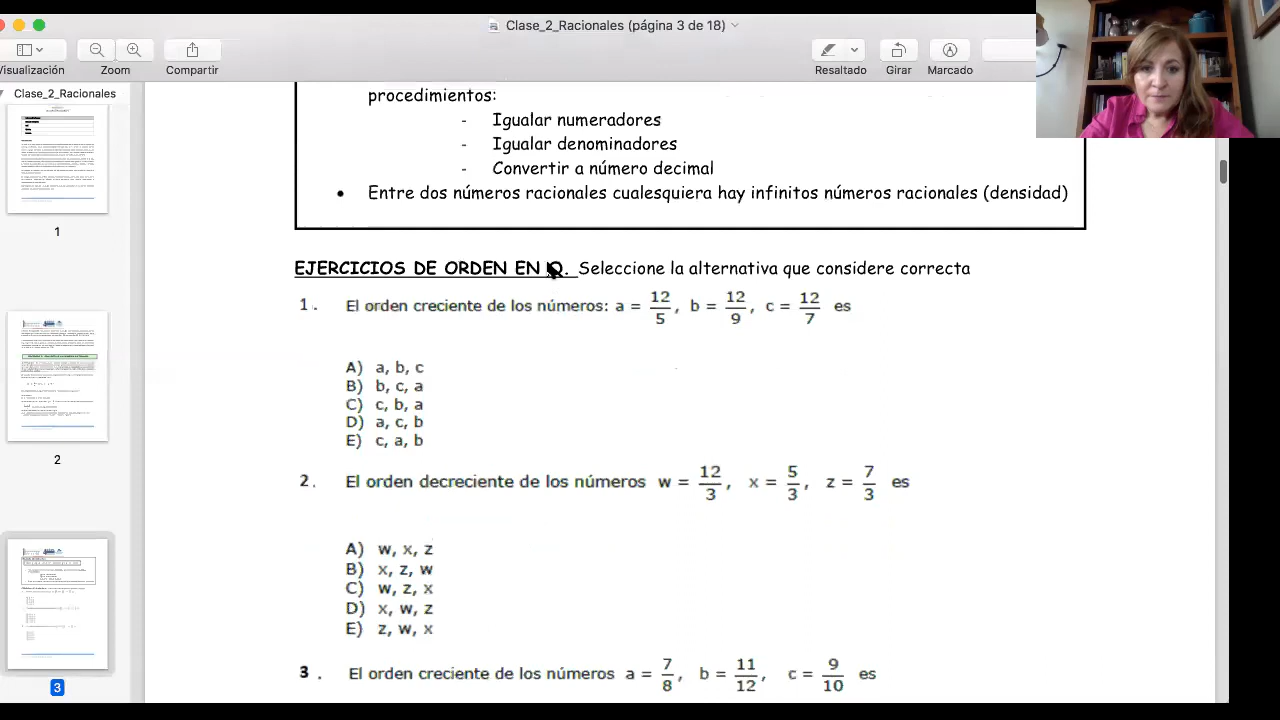 Clase_2_Racionales (página 3 de 18)
Visualización
Zoom
Compartir
Resaltado
Girar
Marcado
Clase_2_Racionales
1
2
3
procedimientos:
- Igualar numeradores
- Igualar denominadores
- Convertir a número decimal
• Entre dos números racionales cualesquiera hay infinitos números racionales (densidad)
EJERCICIOS DE ORDEN EN Q. Seleccione la alternativa que considere correcta
1. El orden creciente de los números: a = 12/5, b = 12/9, c = 12/7 es
A) a, b, c
B) b, c, a
C) c, b, a
D) a, c, b
E) c, a, b
2. El orden decreciente de los números w = 12/3, x = 5/3, z = 7/3 es
A) w, x, z
B) x, z, w
C) w, z, x
D) x, w, z
E) z, w, x
3. El orden creciente de los números a = 7/8, b = 11/12, c = 9/10 es